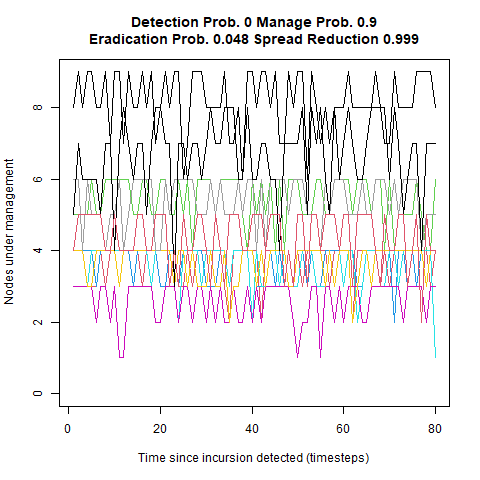 Detection Prob. 0 Manage Prob. 0.9
Eradication Prob. 0.048 Spread Reduction 0.999
Nodes under management
8
6
4
2
0
0
20
40
60
80
Time since incursion detected (timesteps)